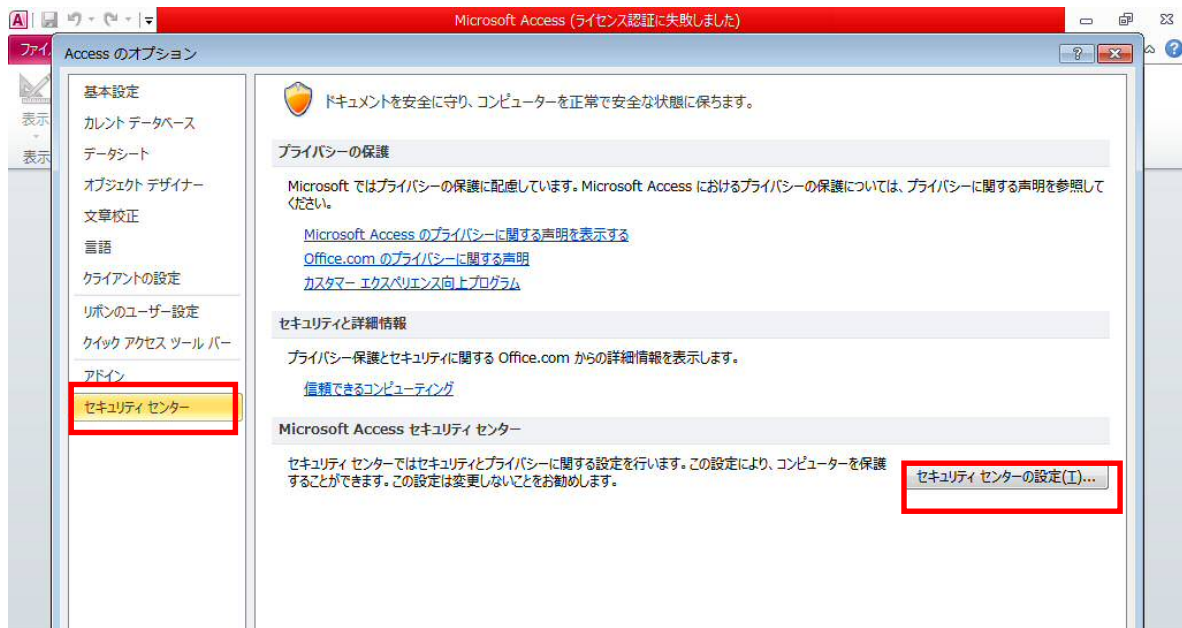 Microsoft Access (ライセンス認証に失敗しました)
ファイ
Access のオプション
表示
表示
基本設定
カレント データベース
データシート
オブジェクト デザイナー
文章校正
言語
クライアントの設定
リボンのユーザー設定
クイック アクセス ツール バー
アドイン
セキュリティ センター
ドキュメントを安全に守り、コンピューターを正常で安全な状態に保ちます。
プライバシーの保護
Microsoft ではプライバシーの保護に配慮しています。Microsoft Access におけるプライバシーの保護については、プライバシーに関する声明を参照して
ください。
Microsoft Access のプライバシーに関する声明を表示する
Office.com のプライバシーに関する声明
カスタマー エクスペリエンス向上プログラム
セキュリティと詳細情報
プライバシー保護とセキュリティに関する Office.com からの詳細情報を表示します。
信頼できるコンピューティング
Microsoft Access セキュリティ センター
セキュリティ センターではセキュリティとプライバシーに関する設定を行います。この設定により、コンピューターを保護
することができます。この設定は変更しないことをお勧めします。
セキュリティ センターの設定(T)...